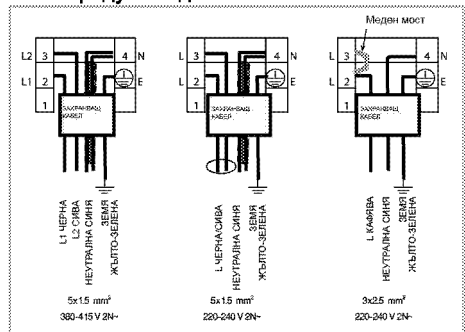 Меден мост
L2 3 4 N
L1 2 E
1
ЗАХРАНВАЩ
КАБЕЛ
L1 ЧЕРНА
L2 СИВА
НЕУТРАЛНА СИНЯ
ЗЕМЯ
ЖЪЛТО-ЗЕЛЕНА
5x1.5 mm²
380-415 V 2N~
L 3 4 N
L 2 E
1
ЗАХРАНВАЩ
КАБЕЛ
L ЧЕРНА/СИВА
НЕУТРАЛНА СИНЯ
ЗЕМЯ
ЖЪЛТО-ЗЕЛЕНА
5x1.5 mm²
220-240 V 2N~
L 3 4 N
L 2 E
1
ЗАХРАНВАЩ
КАБЕЛ
L КАФЯВА
НЕУТРАЛНА СИНЯ
ЗЕМЯ
ЖЪЛТО-ЗЕЛЕНА
3x2.5 mm²
220-240 V 2N~